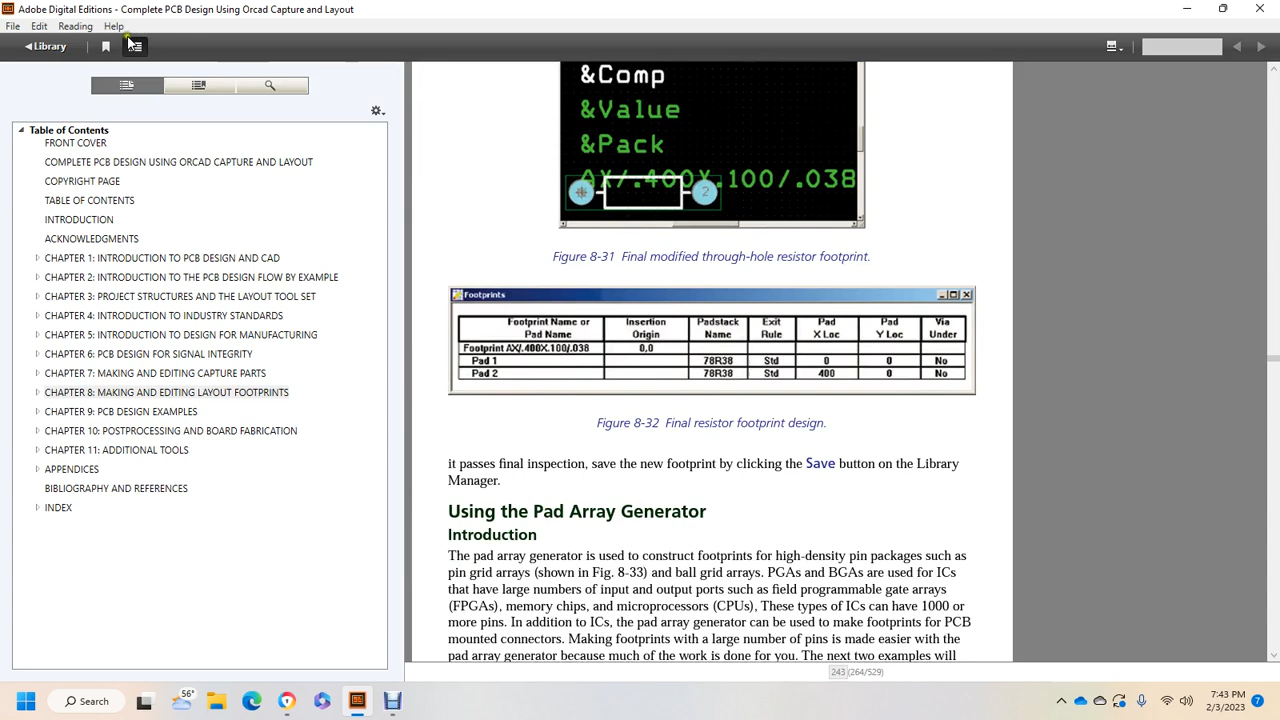 Adobe Digital Editions - Complete PCB Design Using Orcad Capture and Layout
File Edit Reading Help
Library
Table of Contents
FRONT COVER
COMPLETE PCB DESIGN USING ORCAD CAPTURE AND LAYOUT
COPYRIGHT PAGE
TABLE OF CONTENTS
INTRODUCTION
ACKNOWLEDGMENTS
CHAPTER 1: INTRODUCTION TO PCB DESIGN AND CAD
CHAPTER 2: INTRODUCTION TO THE PCB DESIGN FLOW BY EXAMPLE
CHAPTER 3: PROJECT STRUCTURES AND THE LAYOUT TOOL SET
CHAPTER 4: INTRODUCTION TO INDUSTRY STANDARDS
CHAPTER 5: INTRODUCTION TO DESIGN FOR MANUFACTURING
CHAPTER 6: PCB DESIGN FOR SIGNAL INTEGRITY
CHAPTER 7: MAKING AND EDITING CAPTURE PARTS
CHAPTER 8: MAKING AND EDITING LAYOUT FOOTPRINTS
CHAPTER 9: PCB DESIGN EXAMPLES
CHAPTER 10: POSTPROCESSING AND BOARD FABRICATION
CHAPTER 11: ADDITIONAL TOOLS
APPENDICES
BIBLIOGRAPHY AND REFERENCES
INDEX
&Comp
&Value
&Pack
AX/.400X.100/.038
2
Figure 8-31 Final modified through-hole resistor footprint.
Footprints
Footprint Name or Insertion Padstack Exit Pad Pad Via
Pad Name Origin Name Rule X Loc Y Loc Under
Footprint AX/.400X.100/.038 0,0
Pad 1 78R38 Std 0 0 No
Pad 2 78R38 Std 400 0 No
Figure 8-32 Final resistor footprint design.
it passes final inspection, save the new footprint by clicking the Save button on the Library
Manager.
Using the Pad Array Generator
Introduction
The pad array generator is used to construct footprints for high-density pin packages such as
pin grid arrays (shown in Fig. 8-33) and ball grid arrays. PGAs and BGAs are used for ICs
that have large numbers of input and output ports such as field programmable gate arrays
(FPGAs), memory chips, and microprocessors (CPUs), These types of ICs can have 1000 or
more pins. In addition to ICs, the pad array generator can be used to make footprints for PCB
mounted connectors. Making footprints with a large number of pins is made easier with the
pad array generator because much of the work is done for you. The next two examples will
243 (264/529)
Search
56°
7:43 PM
2/3/2023
7